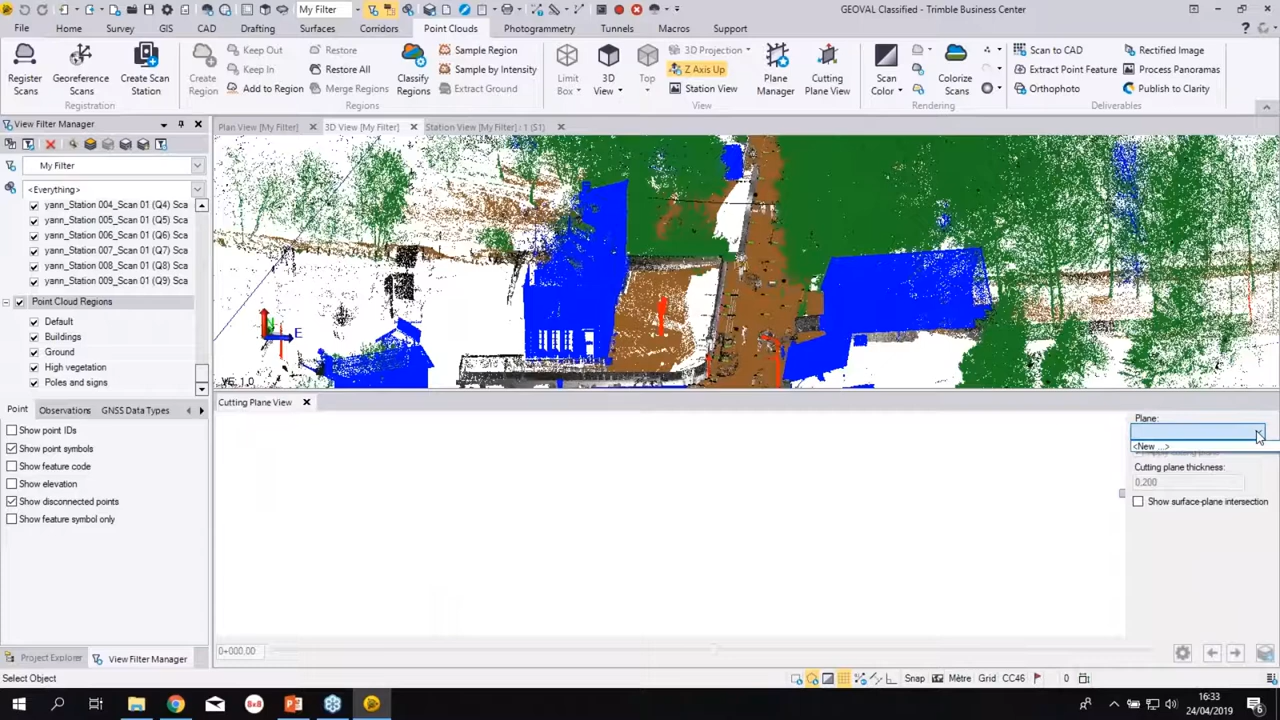 My Filter
GEOVAL Classified - Trimble Business Center
File Home Survey GIS CAD Drafting Surfaces Corridors Point Clouds Photogrammetry Tunnels Macros Support
Register Scans
Georeference Scans
Create Scan Station
Registration
Create Region
Keep Out
Keep In
Add to Region
Restore
Restore All
Merge Regions
Classify Regions
Sample Region
Sample by Intensity
Extract Ground
Regions
Limit Box
3D View
Top
3D Projection
Z Axis Up
Station View
Plane Manager
Cutting Plane View
View
Scan Color
Colorize Scans
Rendering
Scan to CAD
Extract Point Feature
Orthophoto
Rectified Image
Process Panoramas
Publish to Clarity
Deliverables
View Filter Manager
My Filter
<Everything>
yann_Station 004_Scan 01 (Q4) Sca
yann_Station 005_Scan 01 (Q5) Sca
yann_Station 006_Scan 01 (Q6) Sca
yann_Station 007_Scan 01 (Q7) Sca
yann_Station 008_Scan 01 (Q8) Sca
yann_Station 009_Scan 01 (Q9) Sca
Point Cloud Regions
Default
Buildings
Ground
High vegetation
Poles and signs
Point Observations GNSS Data Types
Show point IDs
Show point symbols
Show feature code
Show elevation
Show disconnected points
Show feature symbol only
Project Explorer View Filter Manager
Plan View [My Filter] 3D View [My Filter] Station View [My Filter] : 1 (S1)
E
VE: 1.0
Cutting Plane View
Plane:
<New ...>
Cutting plane thickness:
0.200
Show surface-plane intersection
0+000.00
Select Object
Snap Mètre Grid CC46 0
16:33
24/04/2019